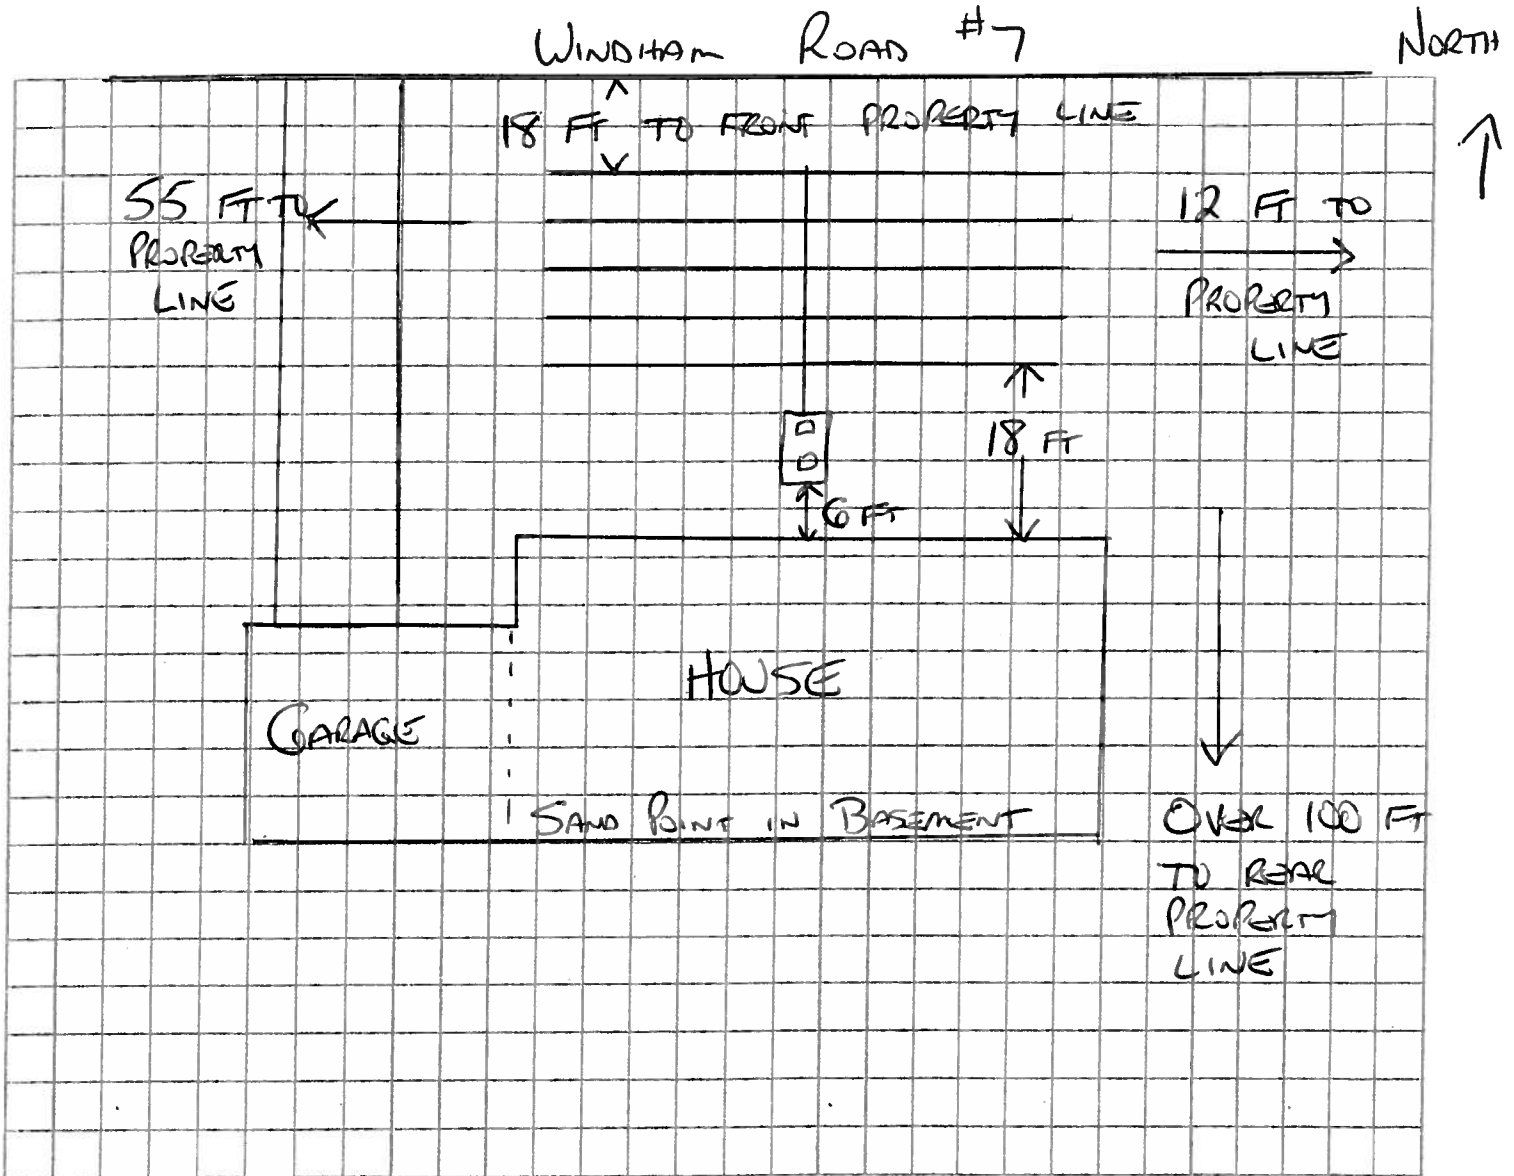 WINDHAM ROAD #7
NORTH
18 FT TO FRONT PROPERTY LINE
55 FT TO
PROPERTY
LINE
12 FT TO
PROPERTY
LINE
18 FT
6 FT
HOUSE
GARAGE
SAND POINT IN BASEMENT
OVER 100 FT
TO REAR
PROPERTY
LINE